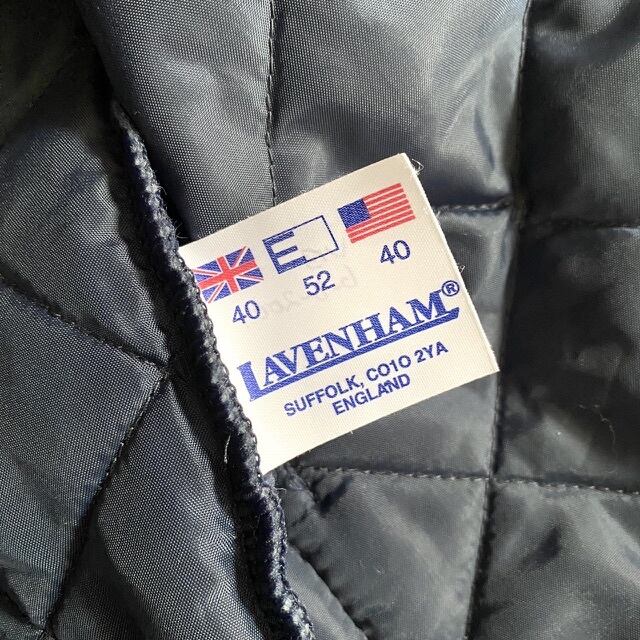 E
40 52 40
LAVENHAM®
SUFFOLK, CO10 2YA
ENGLAND